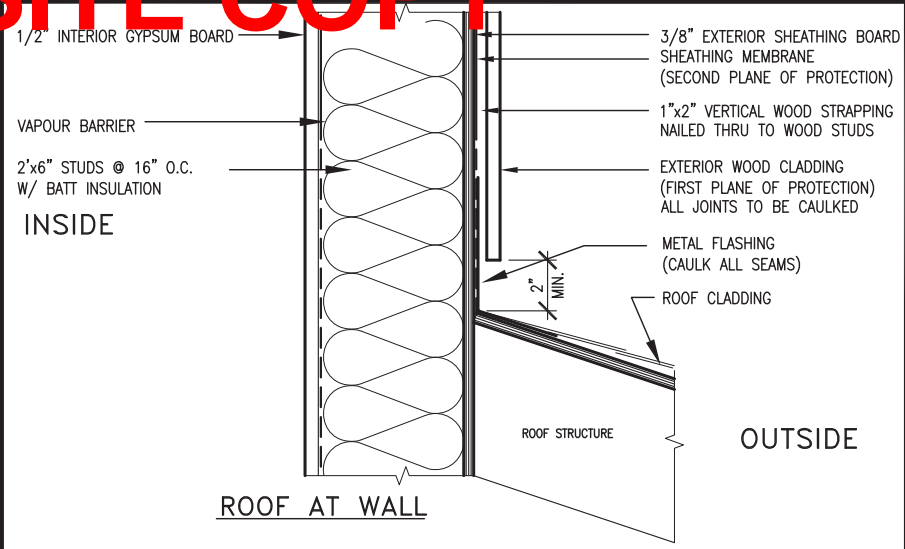 SITE COPY
1/2" INTERIOR GYPSUM BOARD
VAPOUR BARRIER
2'x6" STUDS @ 16" O.C.
W/ BATT INSULATION
INSIDE
3/8" EXTERIOR SHEATHING BOARD
SHEATHING MEMBRANE
(SECOND PLANE OF PROTECTION)
1"x2" VERTICAL WOOD STRAPPING
NAILED THRU TO WOOD STUDS
EXTERIOR WOOD CLADDING
(FIRST PLANE OF PROTECTION)
ALL JOINTS TO BE CAULKED
METAL FLASHING
(CAULK ALL SEAMS)
2"
MIN.
ROOF CLADDING
ROOF STRUCTURE
OUTSIDE
ROOF AT WALL